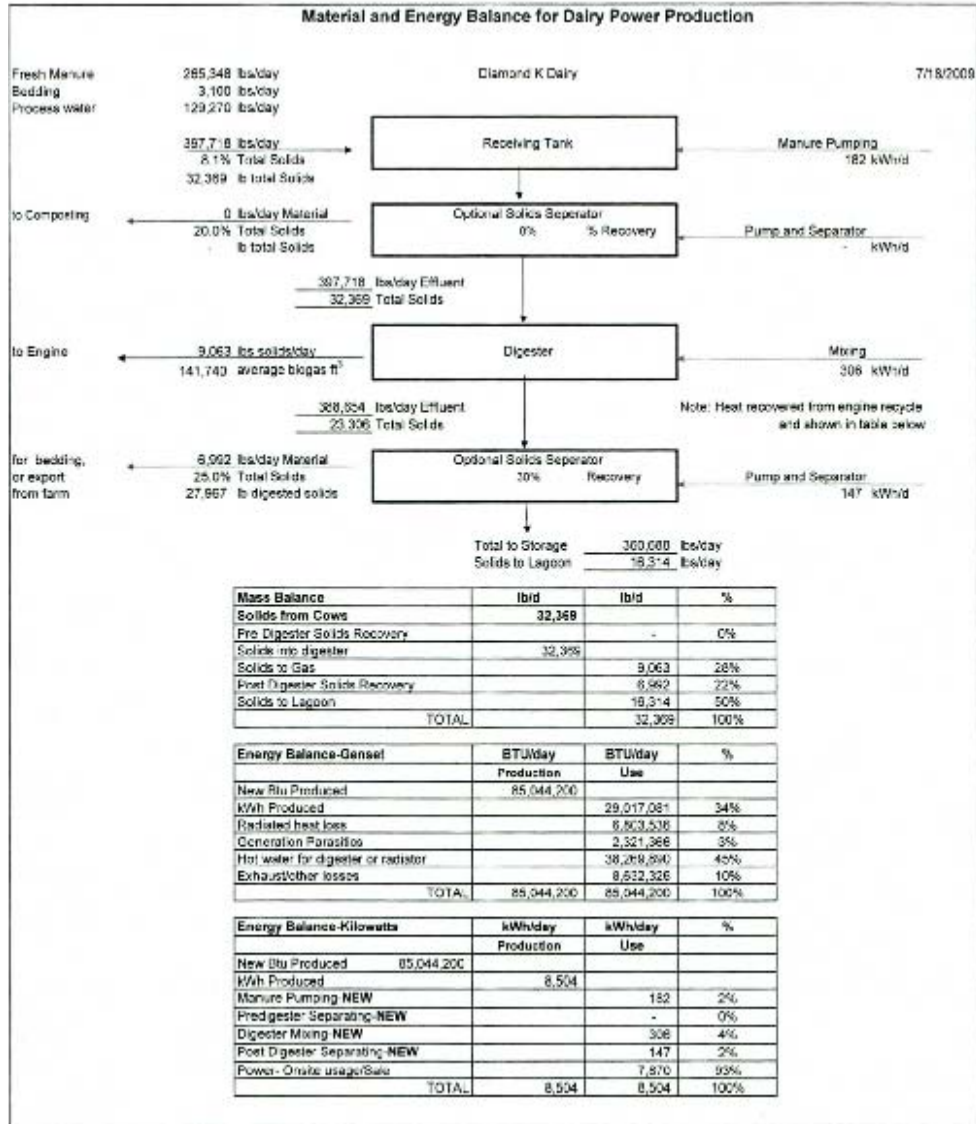 Material and Energy Balance for Dairy Power Production
Fresh Manure 265,348 lbs/day Diamond K Dairy 7/18/2009
Bedding 3,100 lbs/day
Process water 129,270 lbs/day
397,718 lbs/day Receiving Tank Manure Pumping
8.1% Total Solids 182 kWh/d
32,369 lb total Solids
to Composting 0 lbs/day Material Optional Solids Seperator
20.0% Total Solids 0% % Recovery Pump and Separator
- lb total Solids - kWh/d
397,718 lbs/day Effluent
32,369 Total Solids
to Engine 9,063 lbs solids/day Digester Mixing
141,740 average biogas ft³ 306 kWh/d
388,654 lbs/day Effluent Note: Heat recovered from engine recycle
23,306 Total Solids and shown in table below
for bedding, 6,992 lbs/day Material Optional Solids Seperator
or export 25.0% Total Solids 30% Recovery Pump and Separator
from farm 27,967 lb digested solids 147 kWh/d
Total to Storage 360,688 lbs/day
Solids to Lagoon 16,314 lbs/day
Mass Balance lb/d lb/d %
Solids from Cows 32,369
Pre Digester Solids Recovery - 0%
Solids into digester 32,369
Solids to Gas 9,063 28%
Post Digester Solids Recovery 6,992 22%
Solids to Lagoon 16,314 50%
TOTAL 32,369 100%
Energy Balance-Genset BTU/day BTU/day %
Production Use
New Btu Produced 85,044,200
kWh Produced 29,017,081 34%
Radiated heat loss 6,803,536 8%
Generation Parasitics 2,321,366 3%
Hot water for digester or radiator 38,269,890 45%
Exhaust/other losses 8,632,326 10%
TOTAL 85,044,200 85,044,200 100%
Energy Balance-Kilowatts kWh/day kWh/day %
Production Use
New Btu Produced 85,044,200
kWh Produced 8,504
Manure Pumping-NEW 182 2%
Predigester Separating-NEW - 0%
Digester Mixing-NEW 306 4%
Post Digester Separating-NEW 147 2%
Power- Onsite usage/Sale 7,870 93%
TOTAL 8,504 8,504 100%